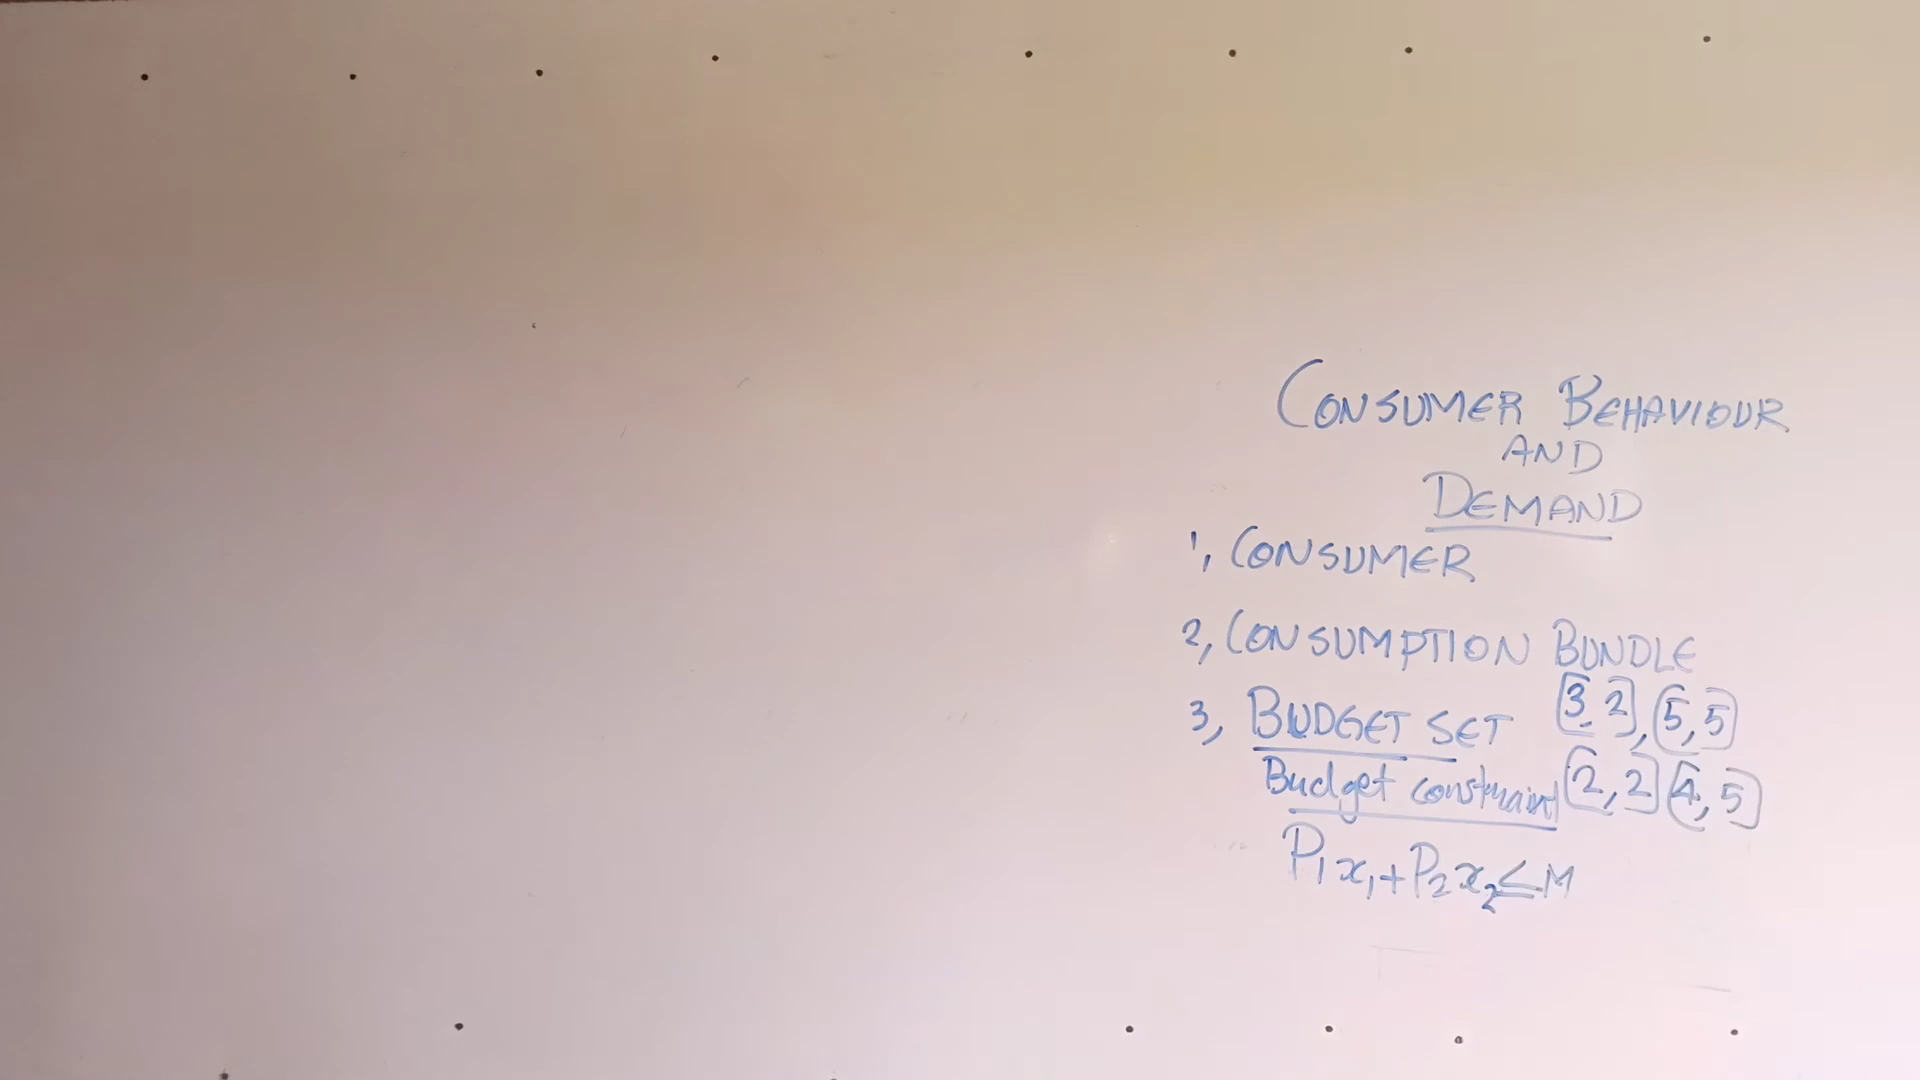 CONSUMER BEHAVIOUR
AND
DEMAND
1, CONSUMER
2, CONSUMPTION BUNDLE
3, BUDGET SET [3, 2], [5, 5]
Budget constraint [2, 2] [4, 5]
P₁x₁+P₂x₂≤M